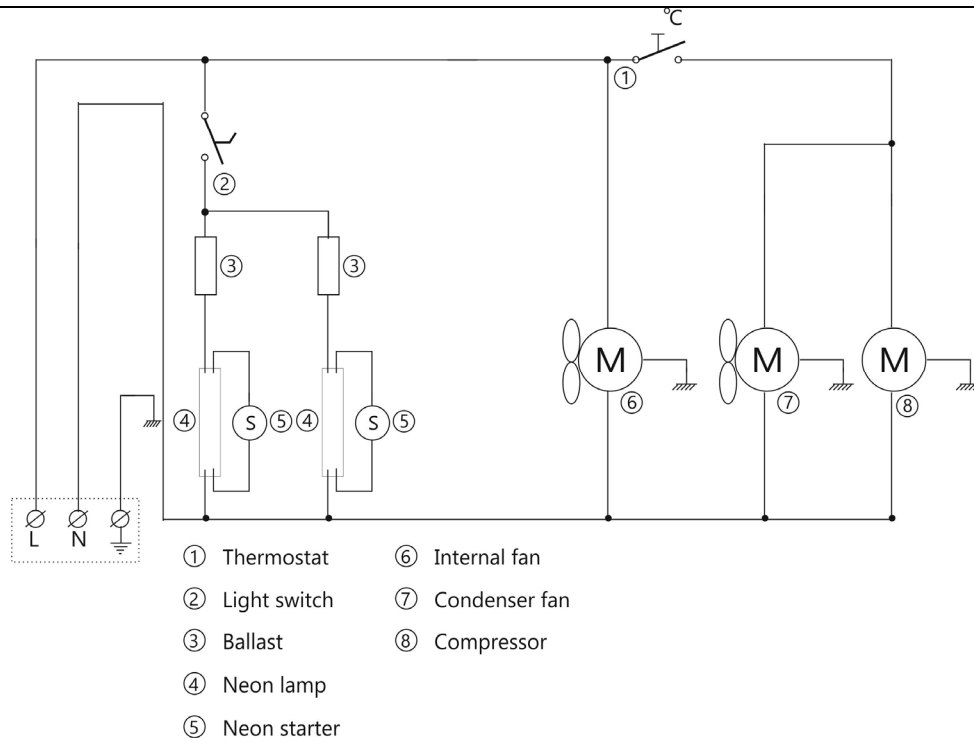 °C
①
②
③ ③
M M M
④ S ⑤ ④ S ⑤
⑥ ⑦ ⑧
L N
① Thermostat
② Light switch
③ Ballast
④ Neon lamp
⑤ Neon starter
⑥ Internal fan
⑦ Condenser fan
⑧ Compressor